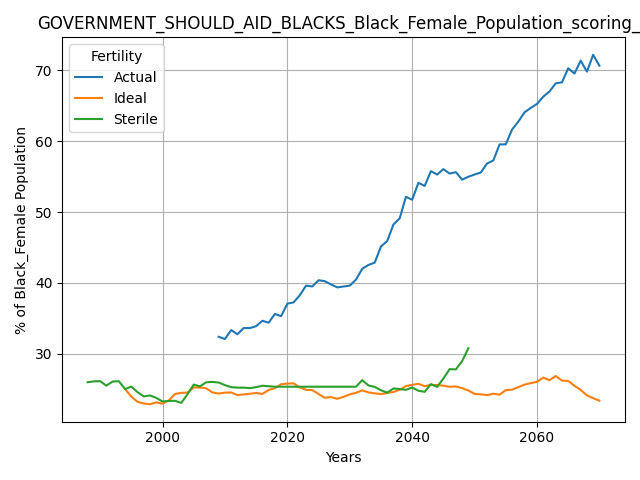 GOVERNMENT_SHOULD_AID_BLACKS_Black_Female_Population_scoring_
Fertility
Actual
Ideal
Sterile
% of Black_Female Population
70
60
50
40
30
2000
2020
2040
2060
Years